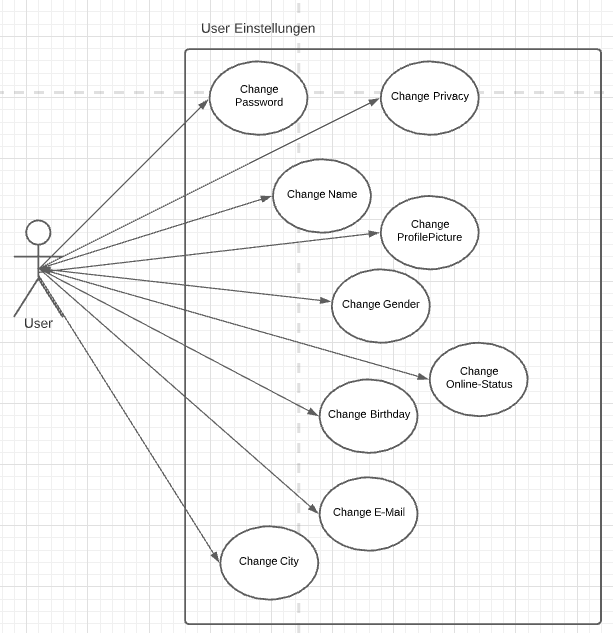 User Einstellungen
Change
Password
Change Privacy
Change Name
Change
ProfilePicture
User
Change Gender
Change
Online-Status
Change Birthday
Change E-Mail
Change City